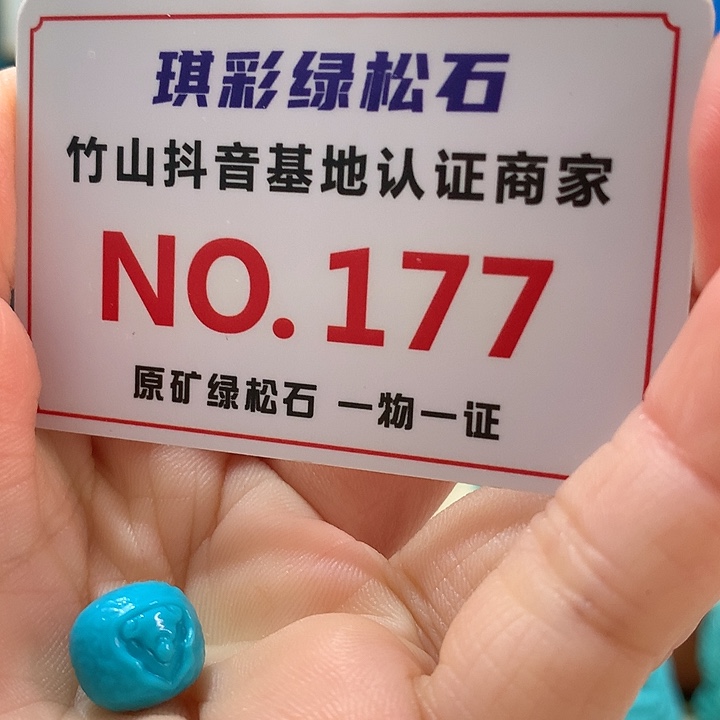 琪彩绿松石
竹山抖音基地认证商家
NO.177
原矿绿松石 一物一证